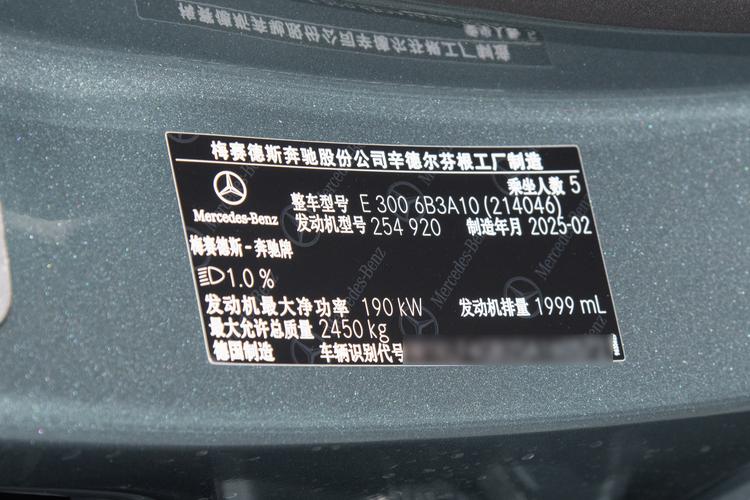 梅赛德斯奔驰股份公司辛德尔芬根工厂制造
乘坐人数 5
整车型号 E 300 6B3A10 (214046)
Mercedes-Benz 发动机型号 254 920 制造年月 2025-02
梅赛德斯-奔驰牌
1.0 %
发动机最大净功率 190 kW 发动机排量 1999 mL
最大允许总质量 2450 kg
德国制造 车辆识别代号